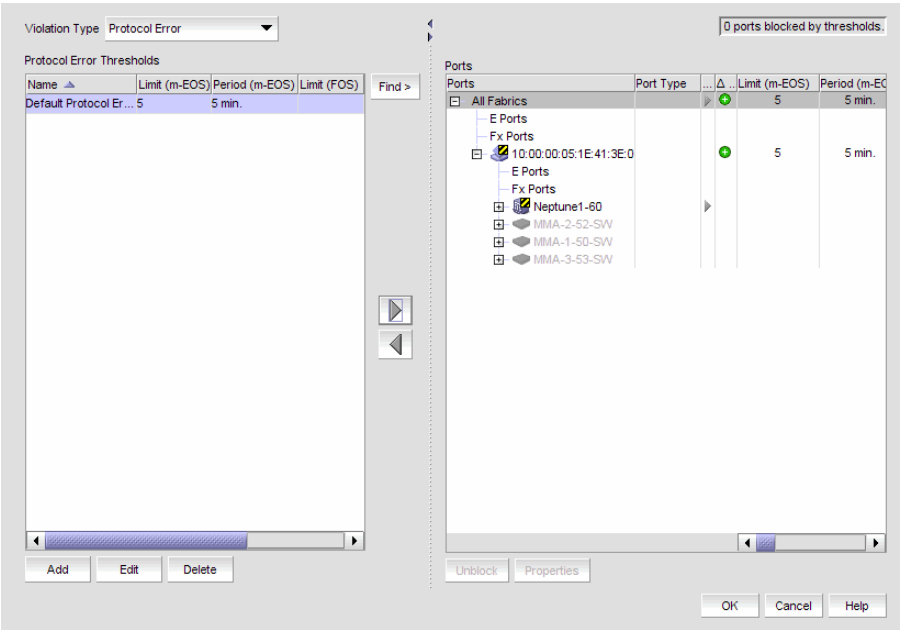 Violation Type Protocol Error
0 ports blocked by thresholds.
Protocol Error Thresholds
Name Limit (m-EOS) Period (m-EOS) Limit (FOS)
Default Protocol Er... 5 5 min.
Find >
Ports
Ports Port Type ... Δ ... Limit (m-EOS) Period (m-EO
All Fabrics 5 5 min.
E Ports
Fx Ports
10:00:00:05:1E:41:3E:0 5 5 min.
E Ports
Fx Ports
Neptune1-60
MMA-2-52-SW
MMA-1-50-SW
MMA-3-53-SW
Add Edit Delete
Unblock Properties
OK Cancel Help